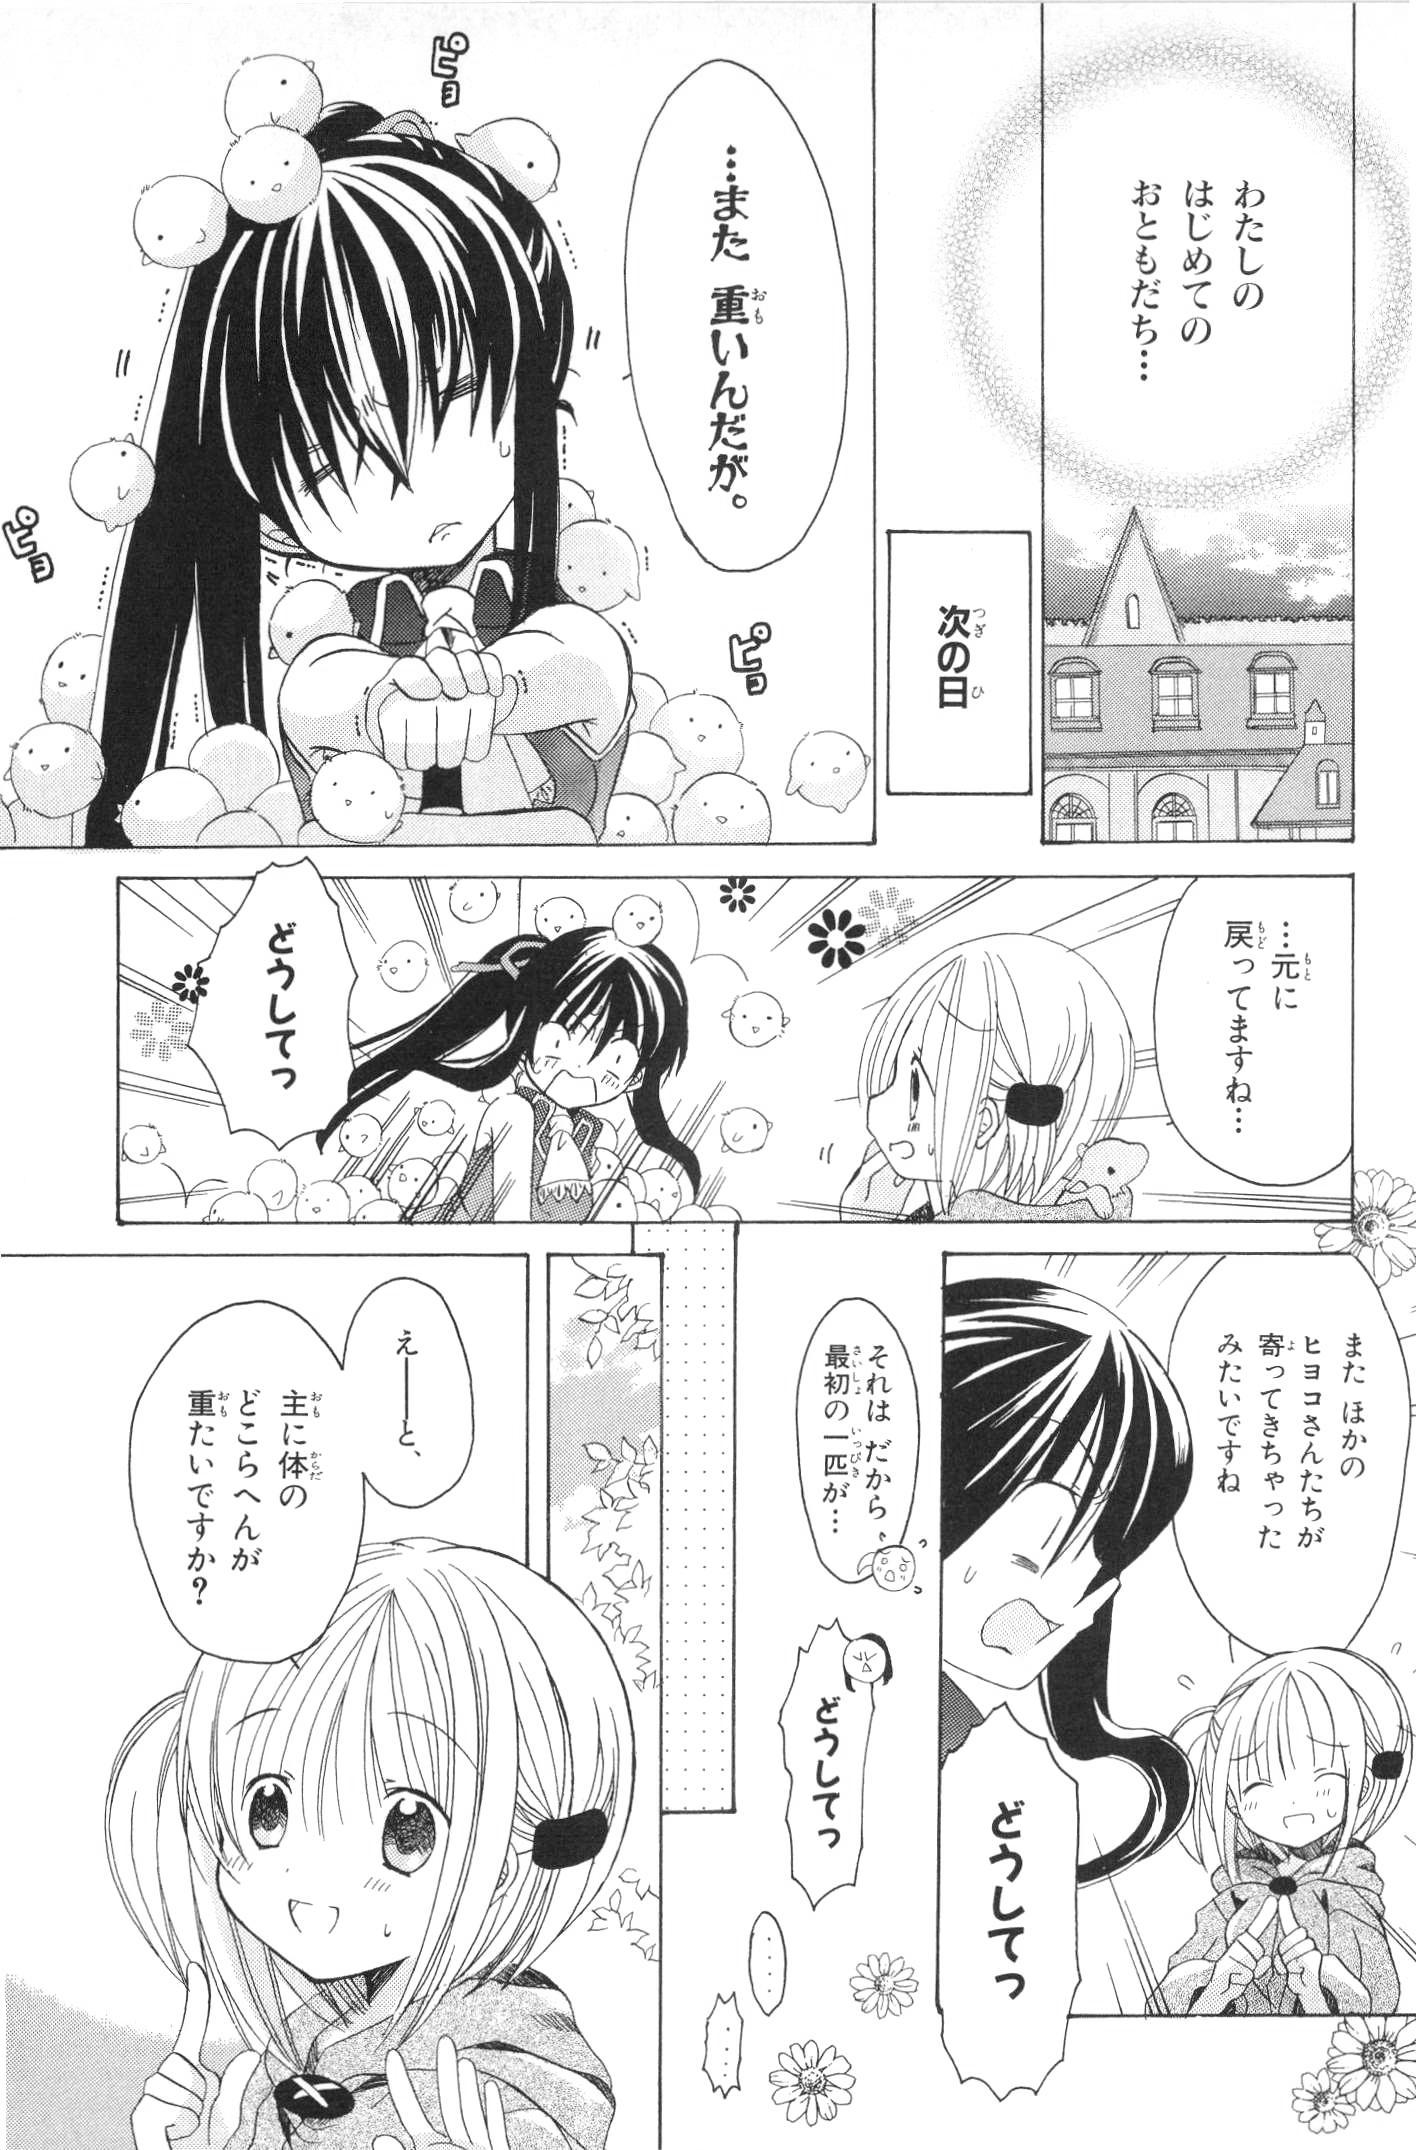 わたしの
はじめての
おともだち…
次の日
…また 重いんだが。
ピヨ
ピヨ
ピヨ
…元に
戻ってますね…
どうしてっ
また ほかの
ヒヨコさんたちが
寄ってきちゃった
みたいですね
どうしてっ
それは だから
最初の一匹が…
どうしてっ
‥‥
‥‥
えーと、
主に体の
どこらへんが
重たいですか?